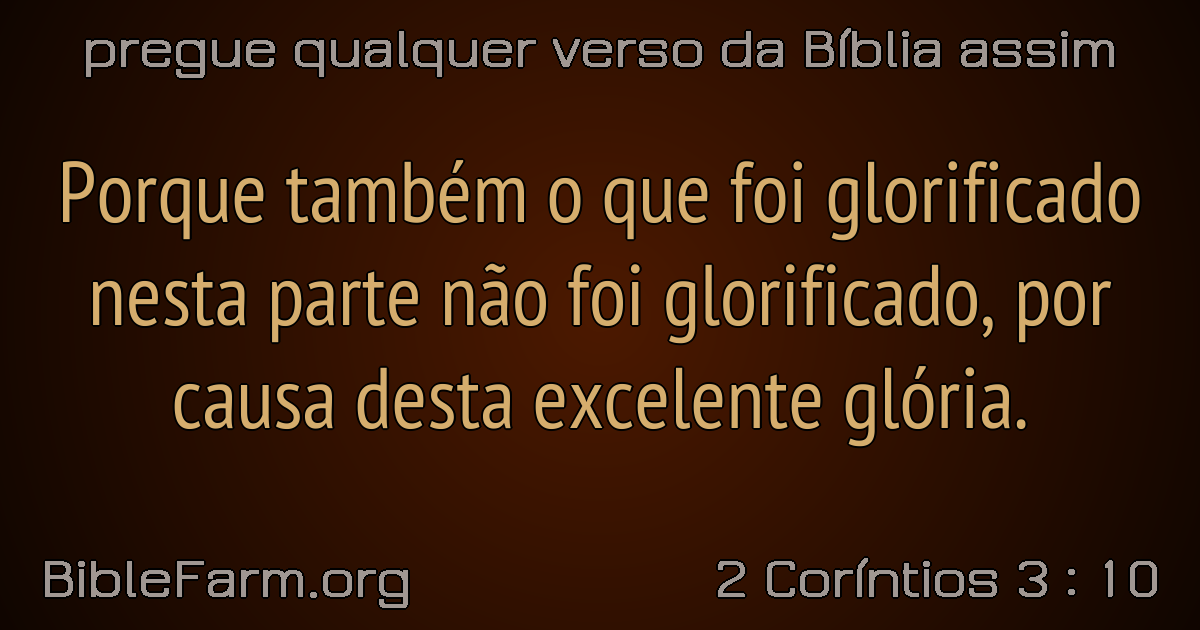 pregue qualquer verso da Bíblia assim
Porque também o que foi glorificado
nesta parte não foi glorificado, por
causa desta excelente glória.
BibleFarm.org
2 Coríntios 3 : 10